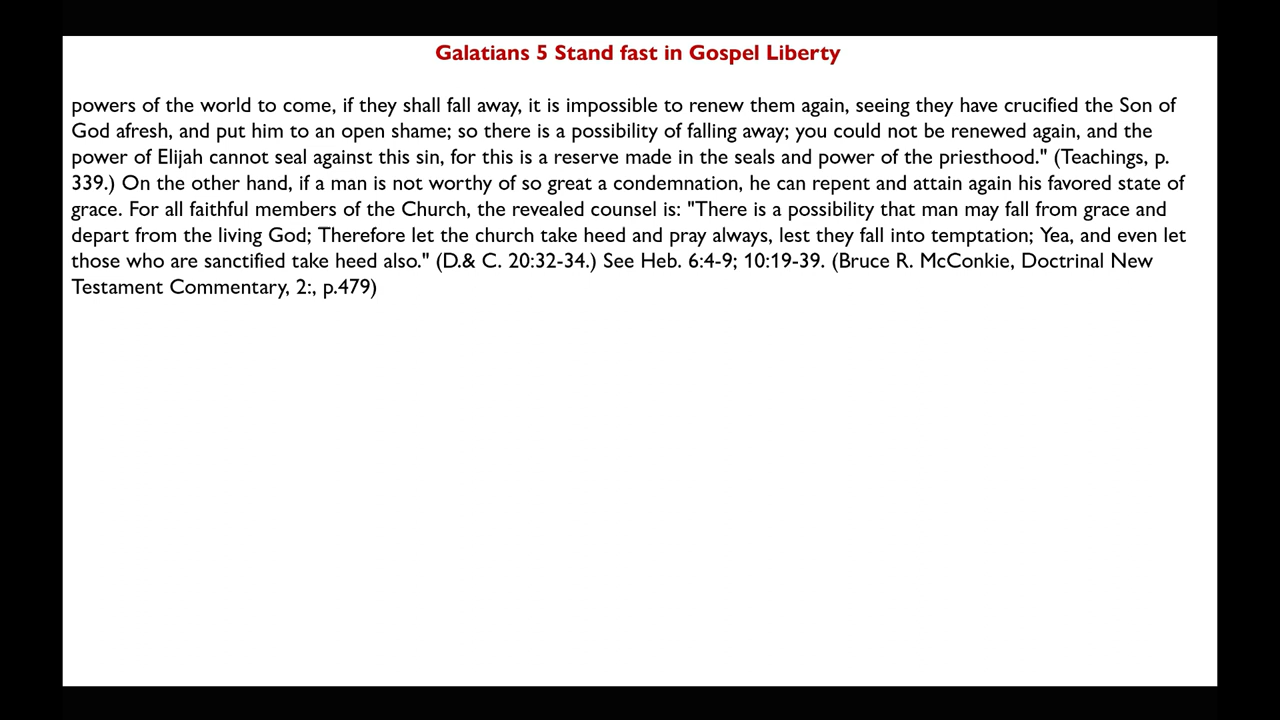 Galatians 5 Stand fast in Gospel Liberty
powers of the world to come, if they shall fall away, it is impossible to renew them again, seeing they have crucified the Son of
God afresh, and put him to an open shame; so there is a possibility of falling away; you could not be renewed again, and the
power of Elijah cannot seal against this sin, for this is a reserve made in the seals and power of the priesthood." (Teachings, p.
339.) On the other hand, if a man is not worthy of so great a condemnation, he can repent and attain again his favored state of
grace. For all faithful members of the Church, the revealed counsel is: "There is a possibility that man may fall from grace and
depart from the living God; Therefore let the church take heed and pray always, lest they fall into temptation; Yea, and even let
those who are sanctified take heed also." (D.& C. 20:32-34.) See Heb. 6:4-9; 10:19-39. (Bruce R. McConkie, Doctrinal New
Testament Commentary, 2:, p.479)